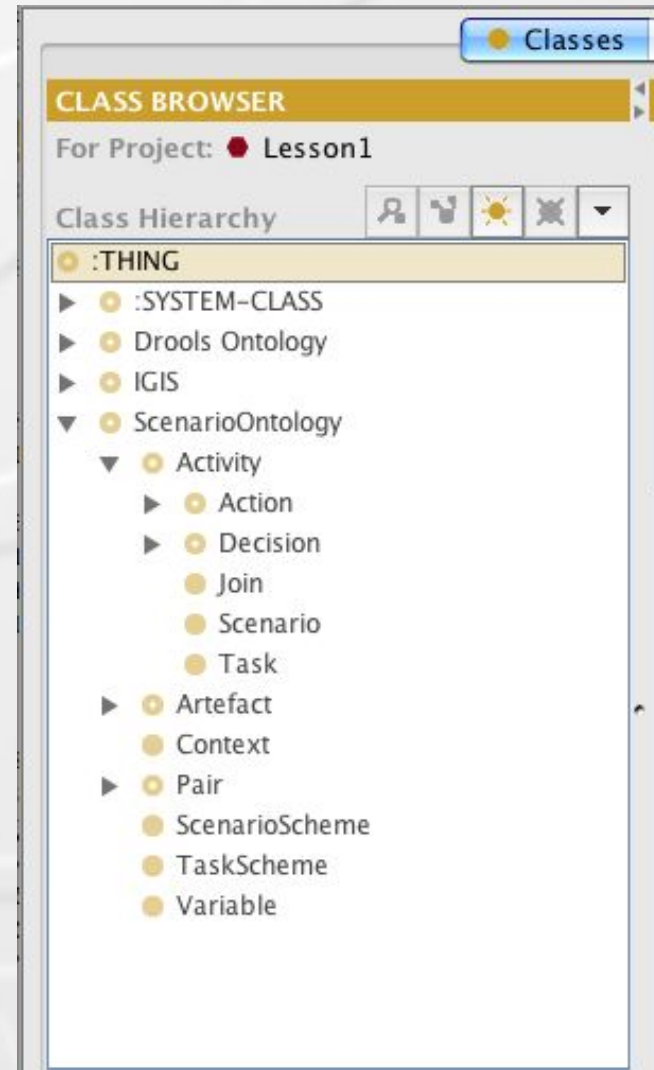 Classes
CLASS BROWSER
For Project: Lesson1
Class Hierarchy
:THING
:SYSTEM-CLASS
Drools Ontology
IGIS
ScenarioOntology
Activity
Action
Decision
Join
Scenario
Task
Artefact
Context
Pair
ScenarioScheme
TaskScheme
Variable